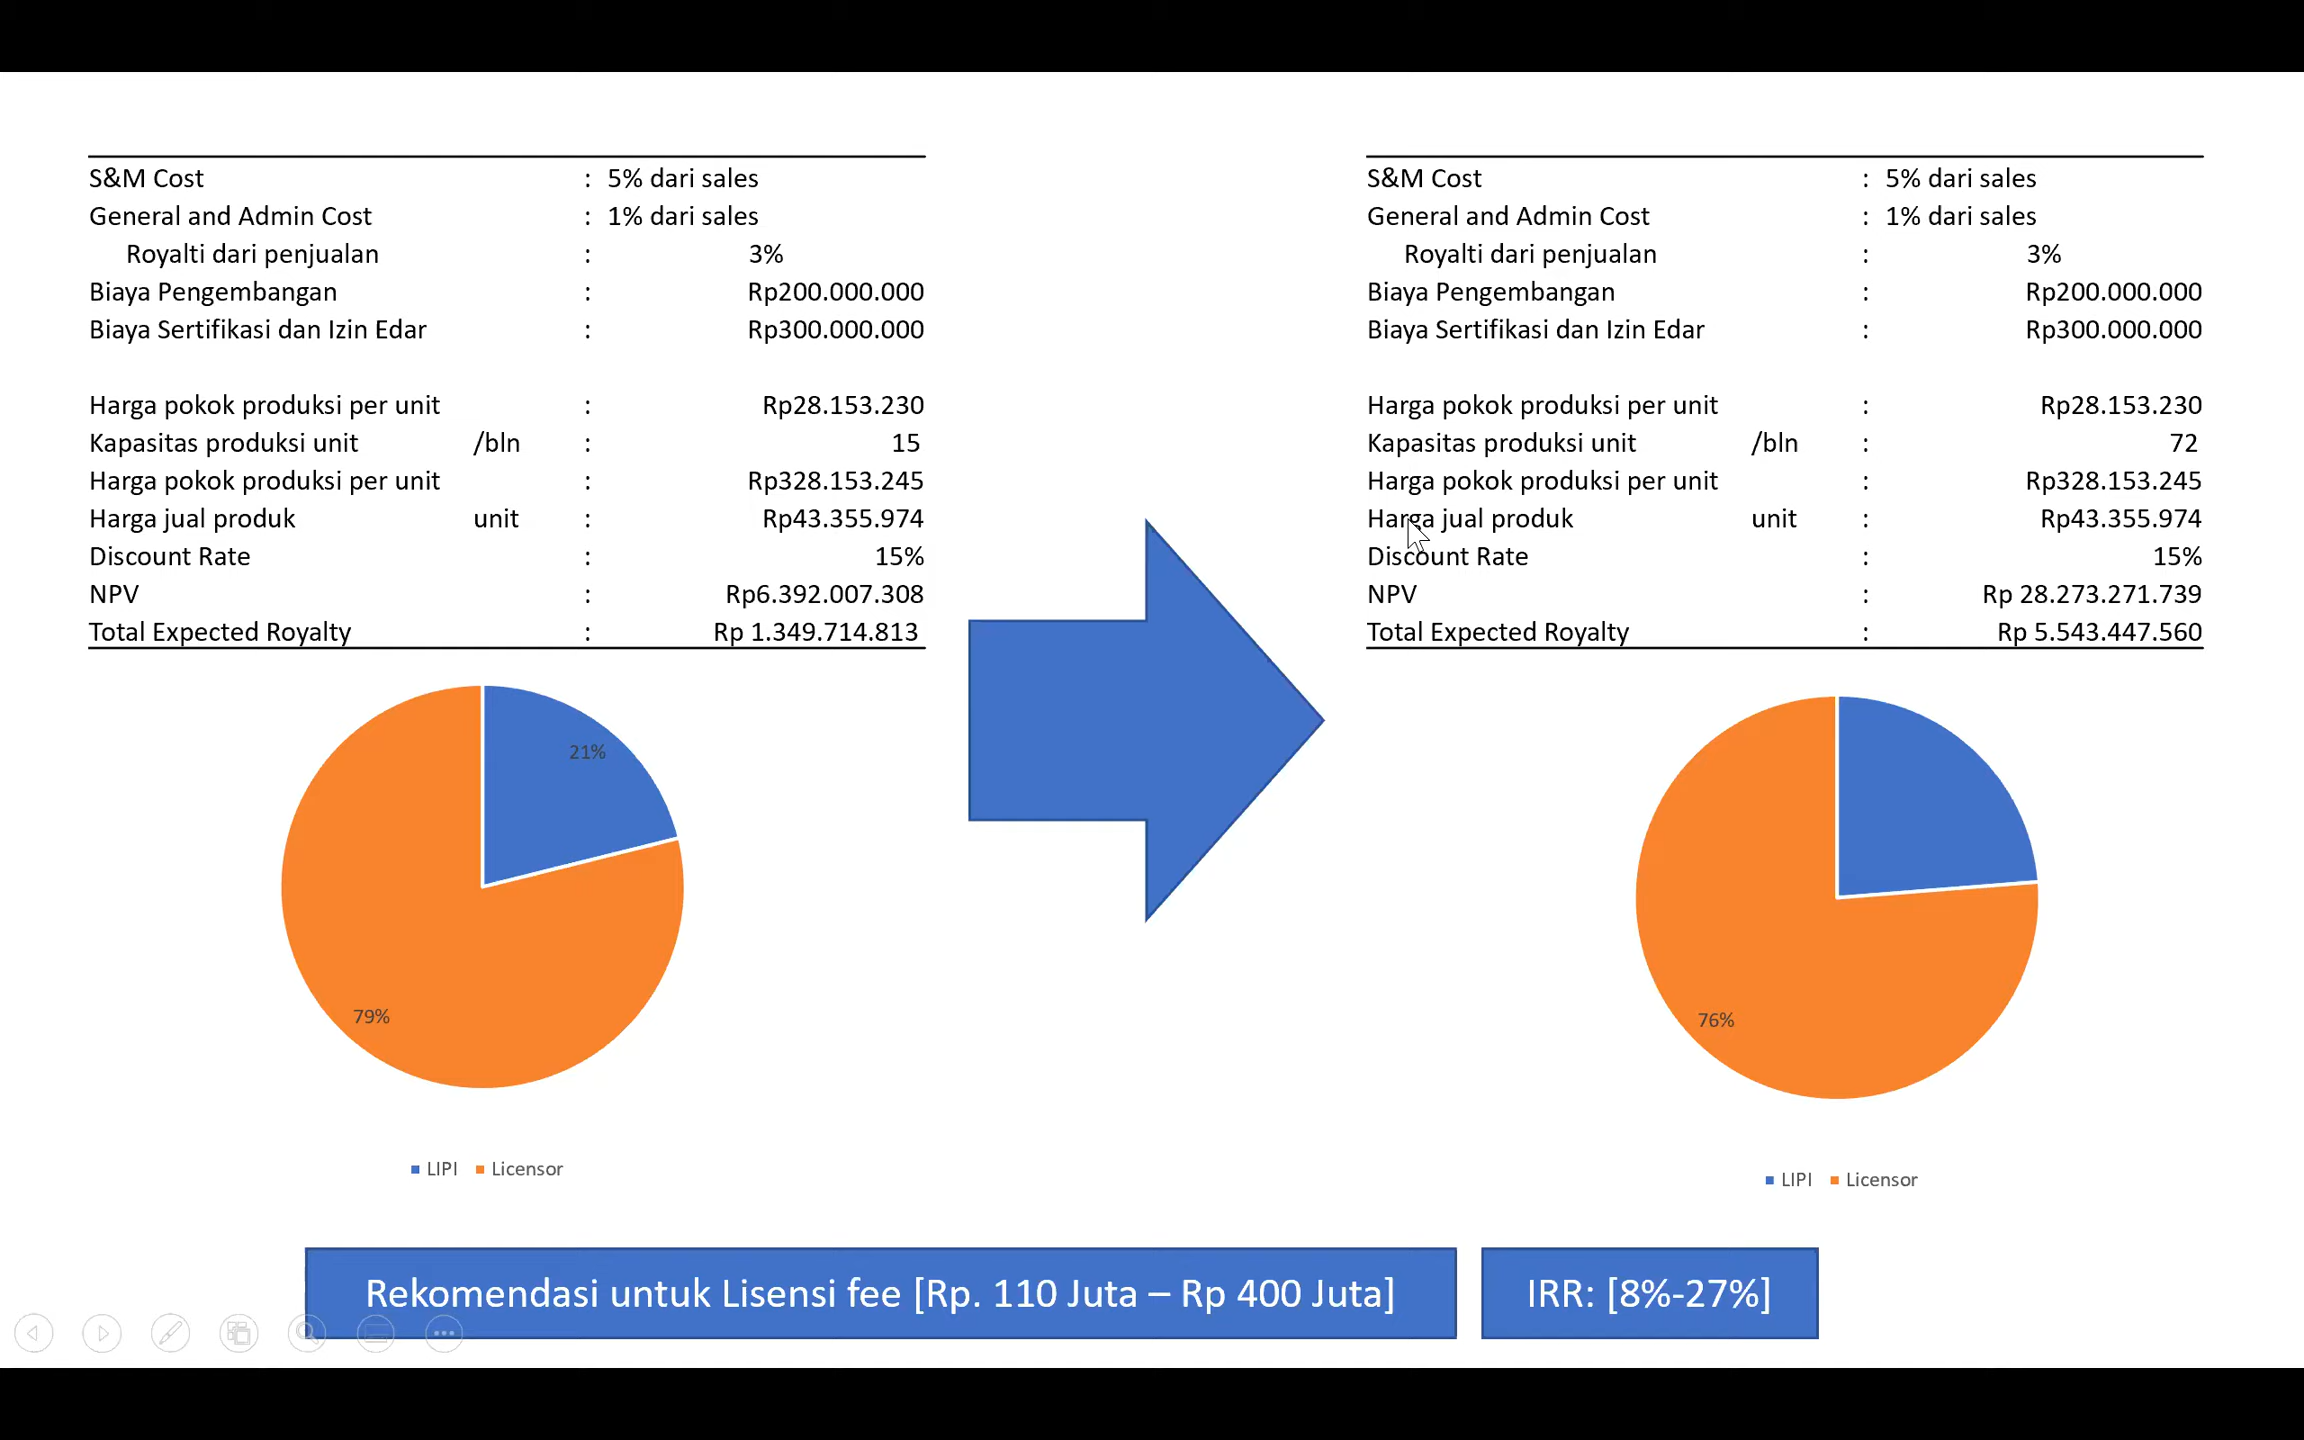 S&M Cost : 5% dari sales
General and Admin Cost : 1% dari sales
Royalti dari penjualan : 3%
Biaya Pengembangan : Rp200.000.000
Biaya Sertifikasi dan Izin Edar : Rp300.000.000
Harga pokok produksi per unit : Rp28.153.230
Kapasitas produksi unit /bln : 15
Harga pokok produksi per unit : Rp328.153.245
Harga jual produk unit : Rp43.355.974
Discount Rate : 15%
NPV : Rp6.392.007.308
Total Expected Royalty : Rp 1.349.714.813
21%
79%
LIPI Licensor
S&M Cost : 5% dari sales
General and Admin Cost : 1% dari sales
Royalti dari penjualan : 3%
Biaya Pengembangan : Rp200.000.000
Biaya Sertifikasi dan Izin Edar : Rp300.000.000
Harga pokok produksi per unit : Rp28.153.230
Kapasitas produksi unit /bln : 72
Harga pokok produksi per unit : Rp328.153.245
Harga jual produk unit : Rp43.355.974
Discount Rate : 15%
NPV : Rp 28.273.271.739
Total Expected Royalty : Rp 5.543.447.560
76%
LIPI Licensor
Rekomendasi untuk Lisensi fee [Rp. 110 Juta – Rp 400 Juta]
IRR: [8%-27%]